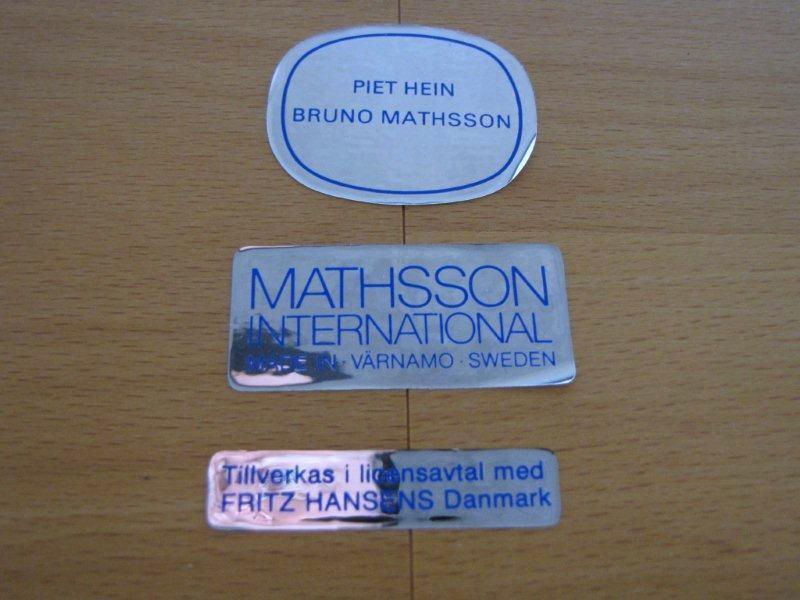 PIET HEIN
BRUNO MATHSSON
MATHSSON
INTERNATIONAL
MADE IN · VÄRNAMO · SWEDEN
Tillverkas i licensavtal med
FRITZ HANSENS Danmark